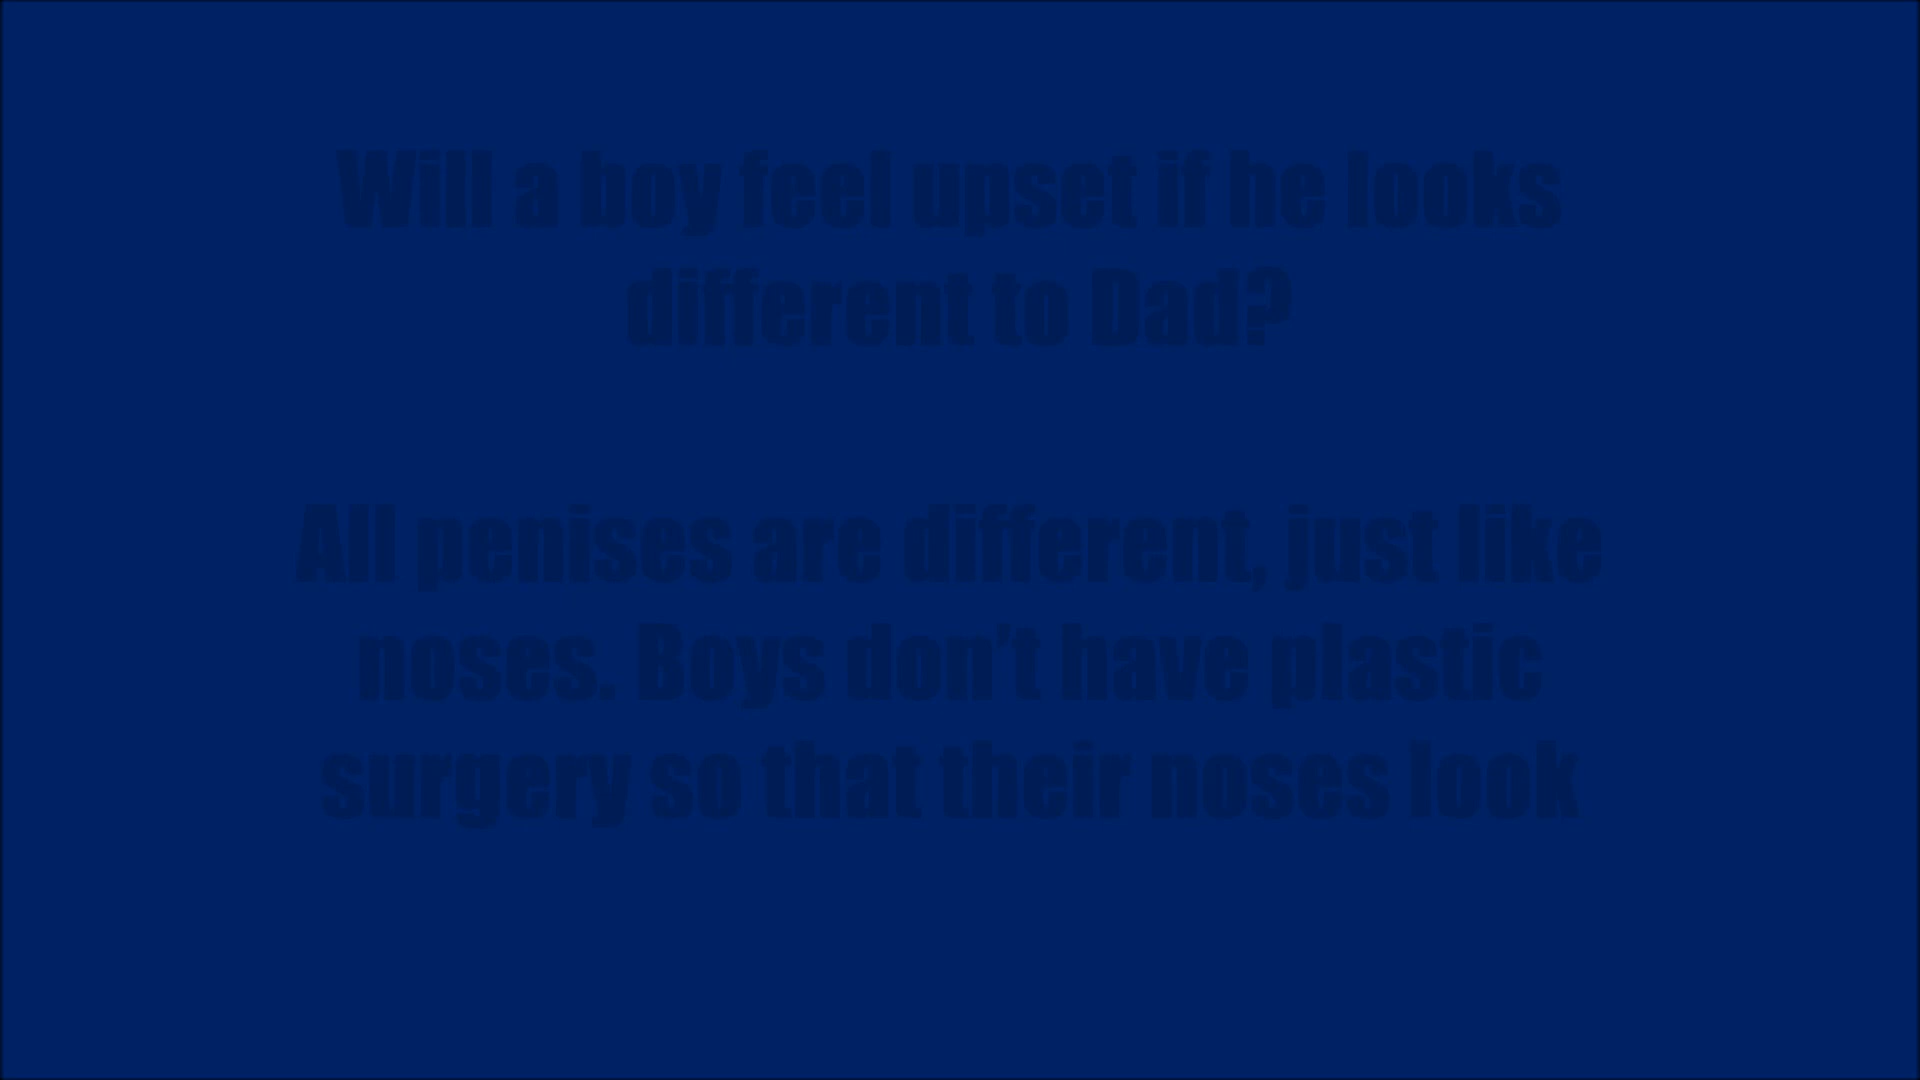 Will a boy feel upset if he looks
different to Dad?
All penises are different, just like
noses. Boys don’t have plastic
surgery so that their noses look